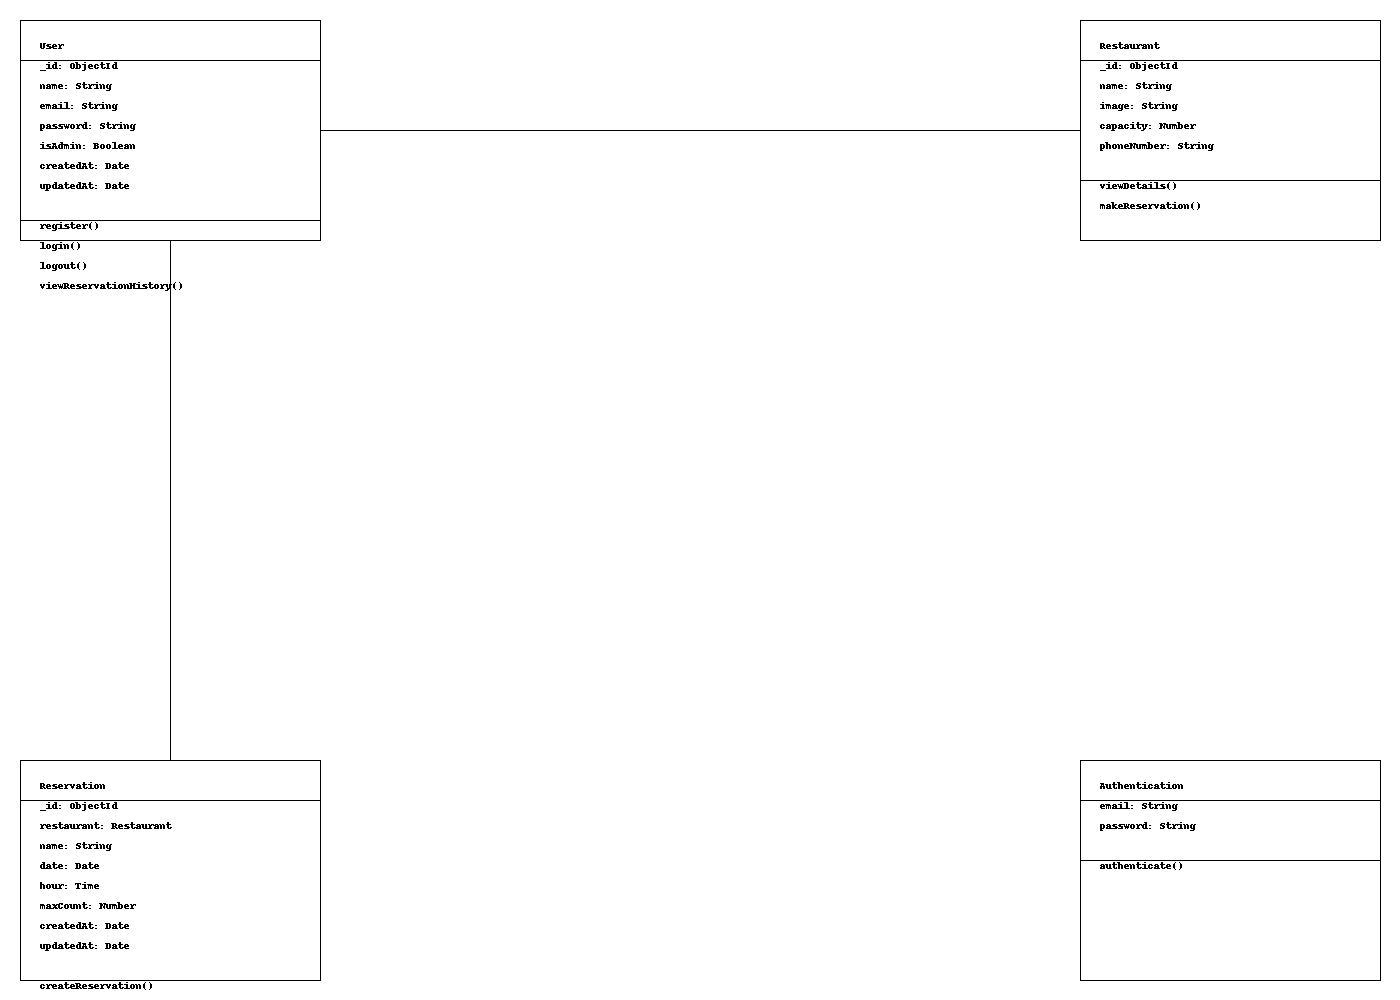 User
_id: ObjectId
name: String
email: String
password: String
isAdmin: Boolean
createdAt: Date
updatedAt: Date
register()
login()
logout()
viewReservationHistory()
Restaurant
_id: ObjectId
name: String
image: String
capacity: Number
phoneNumber: String
viewDetails()
makeReservation()
Reservation
_id: ObjectId
restaurant: Restaurant
name: String
date: Date
hour: Time
maxCount: Number
createdAt: Date
updatedAt: Date
createReservation()
Authentication
email: String
password: String
authenticate()